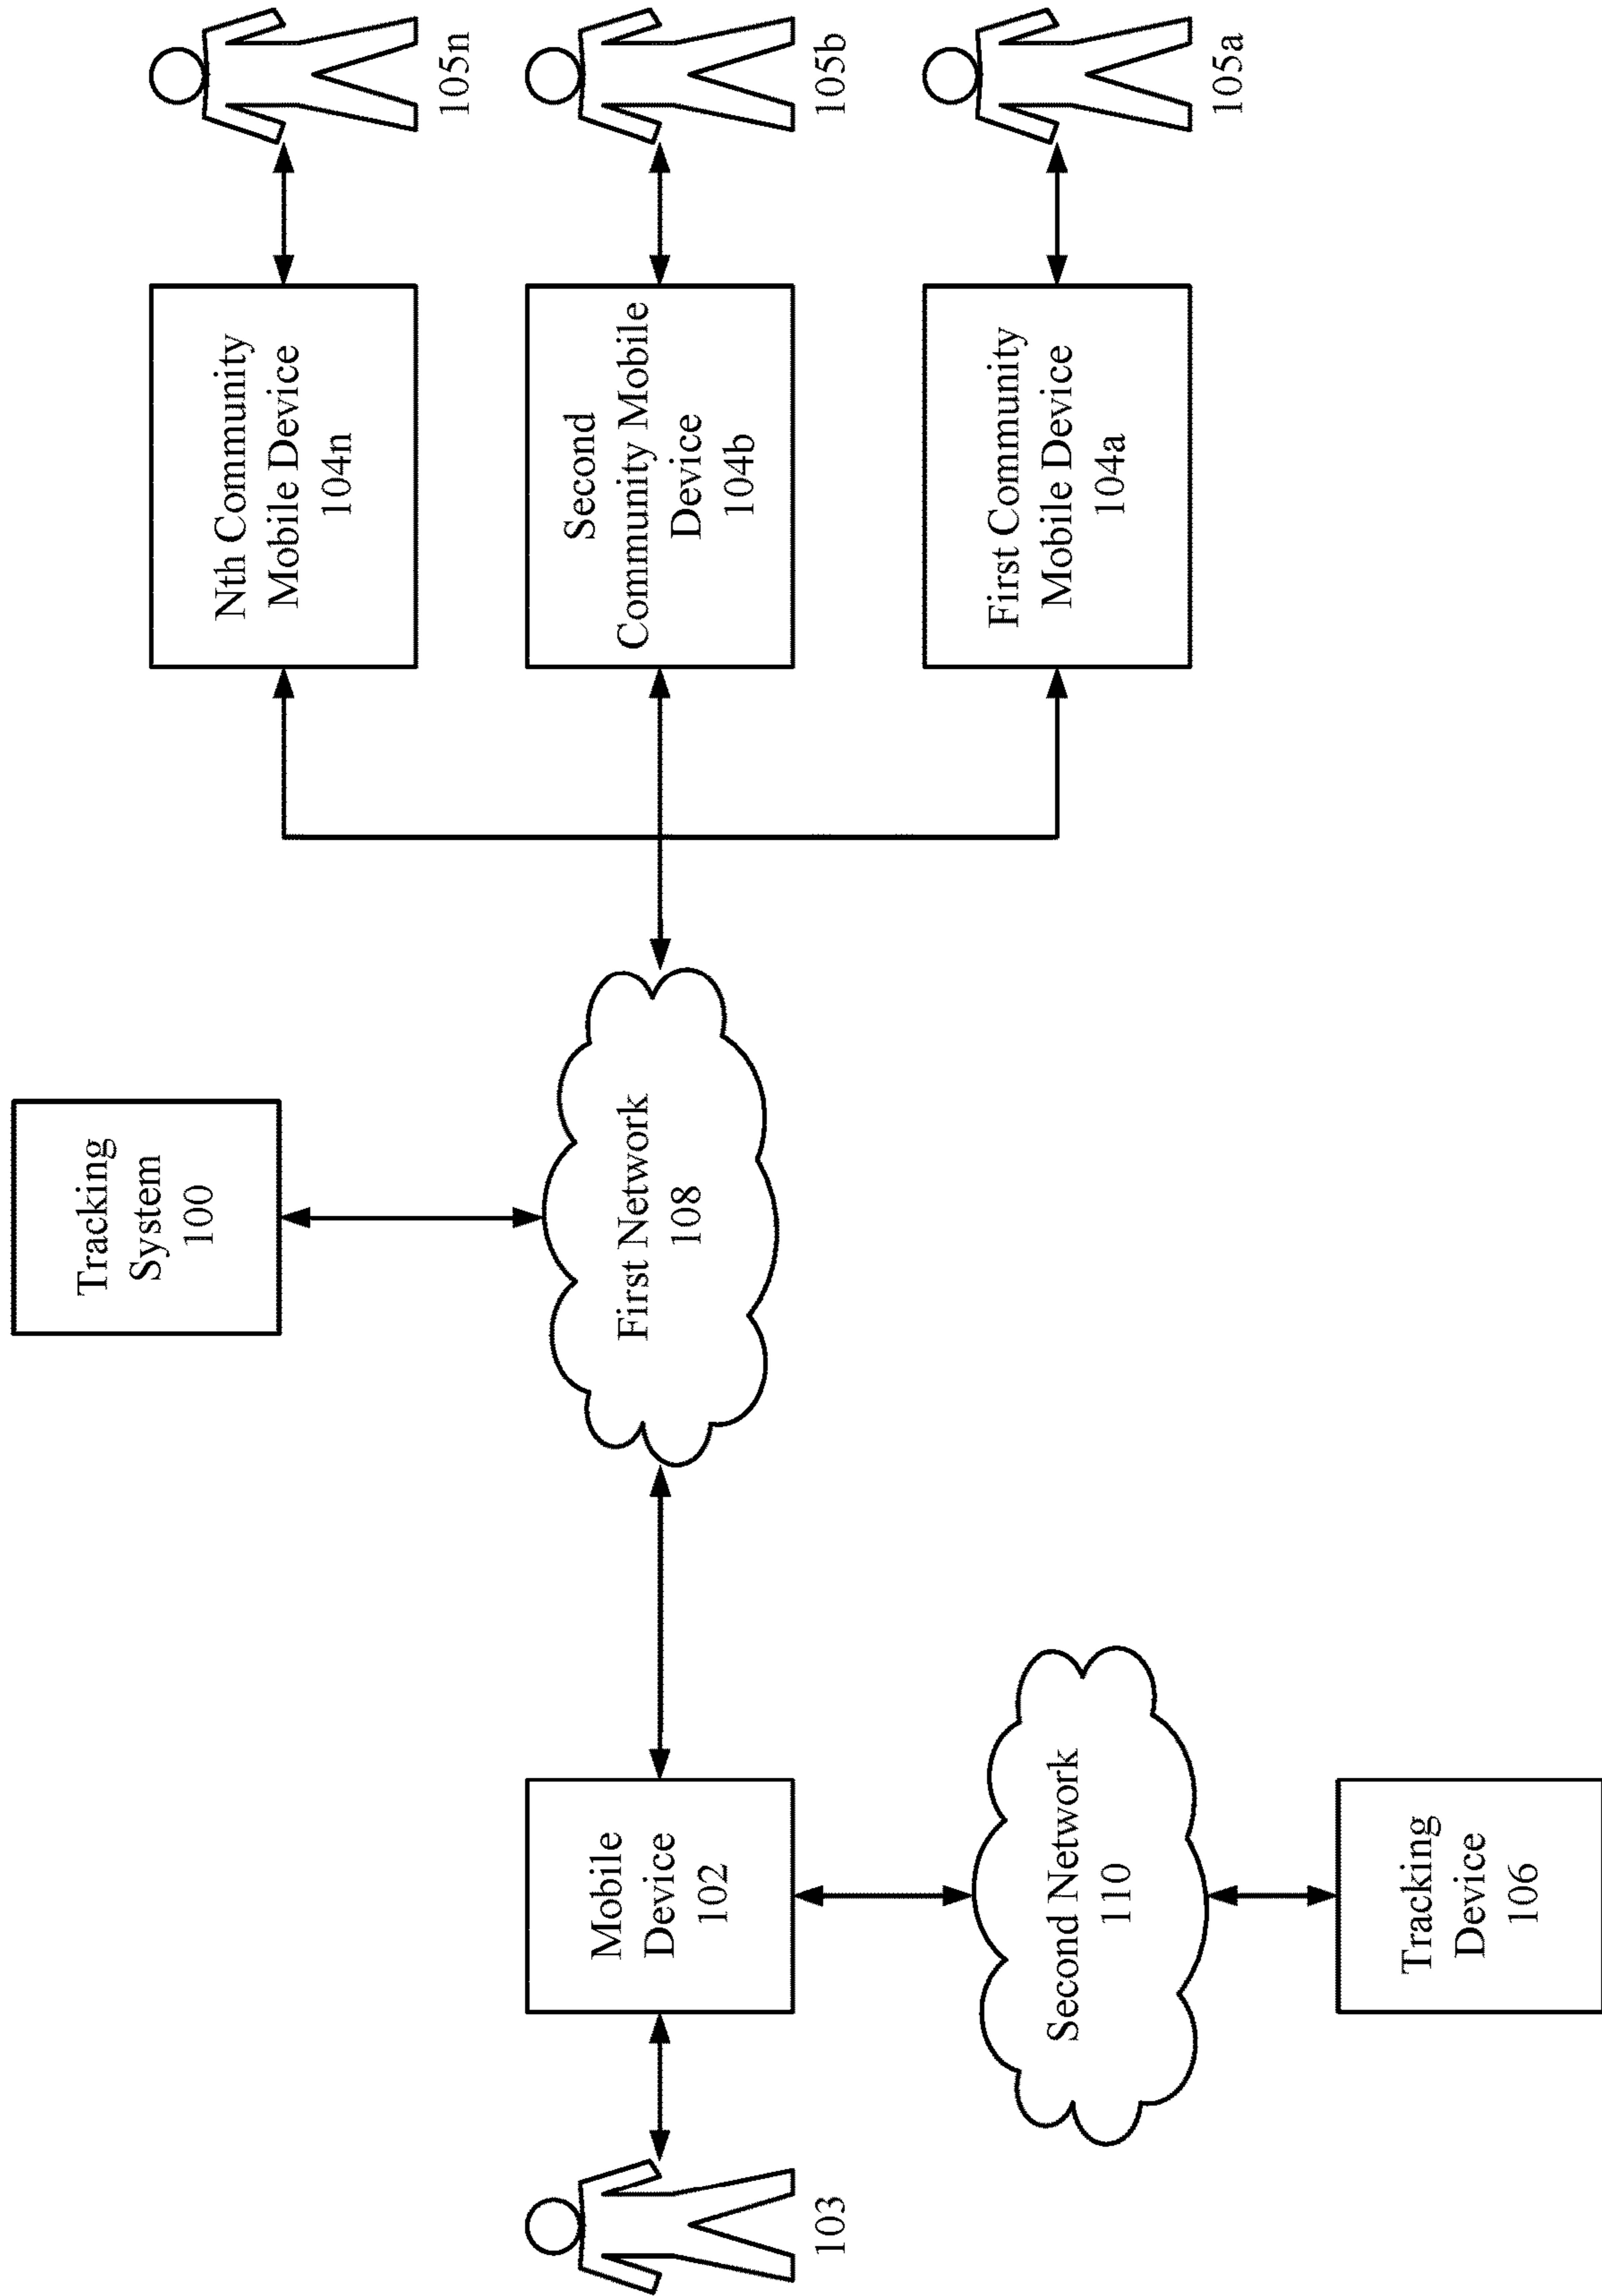 Tracking
System
100
Nth Community
Mobile Device
104n
105n
103
Mobile
Device
102
First Network
108
Second
Community Mobile
Device
104b
105b
Second Network
110
First Community
Mobile Device
104a
105a
Tracking
Device
106